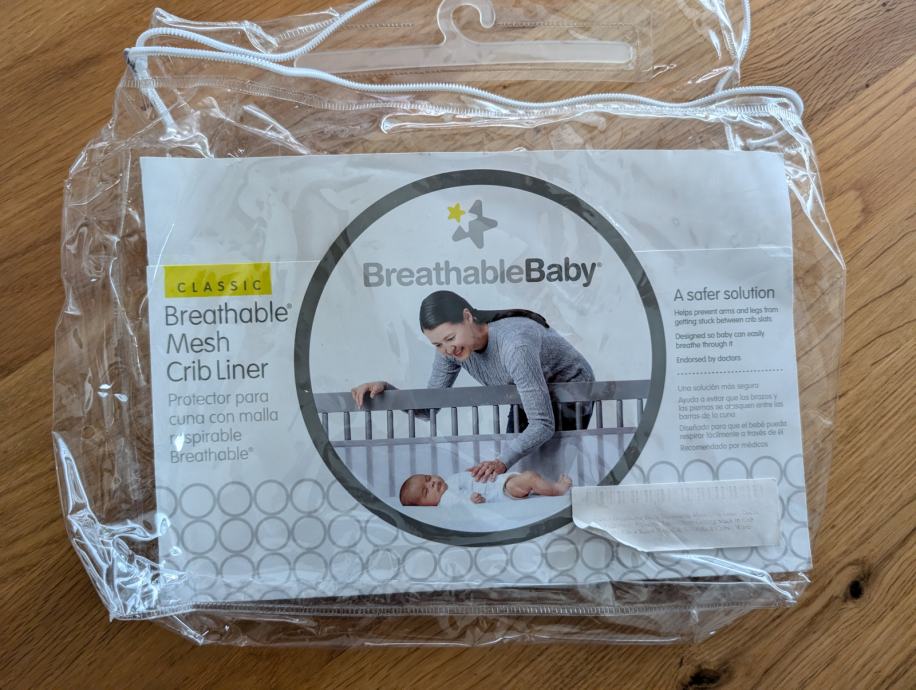 BreathableBaby®
CLASSIC
Breathable®
Mesh
Crib Liner
Protector para
cuna con malla
respirable
Breathable®
A safer solution
Helps prevent arms and legs from
getting stuck between crib slats
Designed so baby can easily
breathe through it
Endorsed by doctors
Una solución más segura
Ayuda a evitar que los brazos y
las piernas se atasquen entre las
barras de la cuna
Diseñado para que el bebé pueda
respirar fácilmente a través de él
Recomendado por médicos